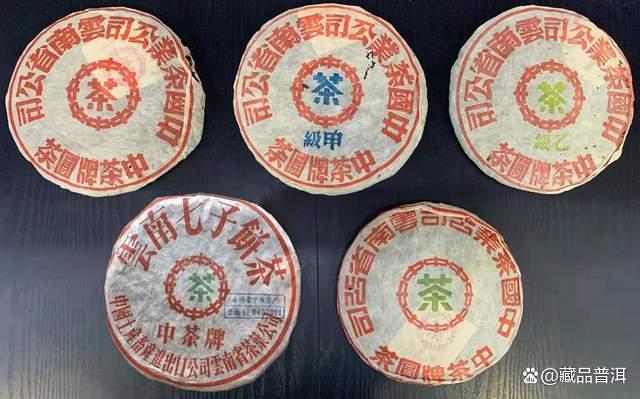 中國茶業公司雲南省公司
茶
中茶牌圓茶
中國茶業公司雲南省公司
茶
甲級
中茶牌圓茶
中國茶業公司雲南省公司
茶
乙級
中茶牌圓茶
雲南七子餅茶
茶
中茶牌
中國土產畜產進出口公司雲南省茶葉公司
中國茶業公司雲南省公司
茶
中茶牌圓茶
@藏品普洱